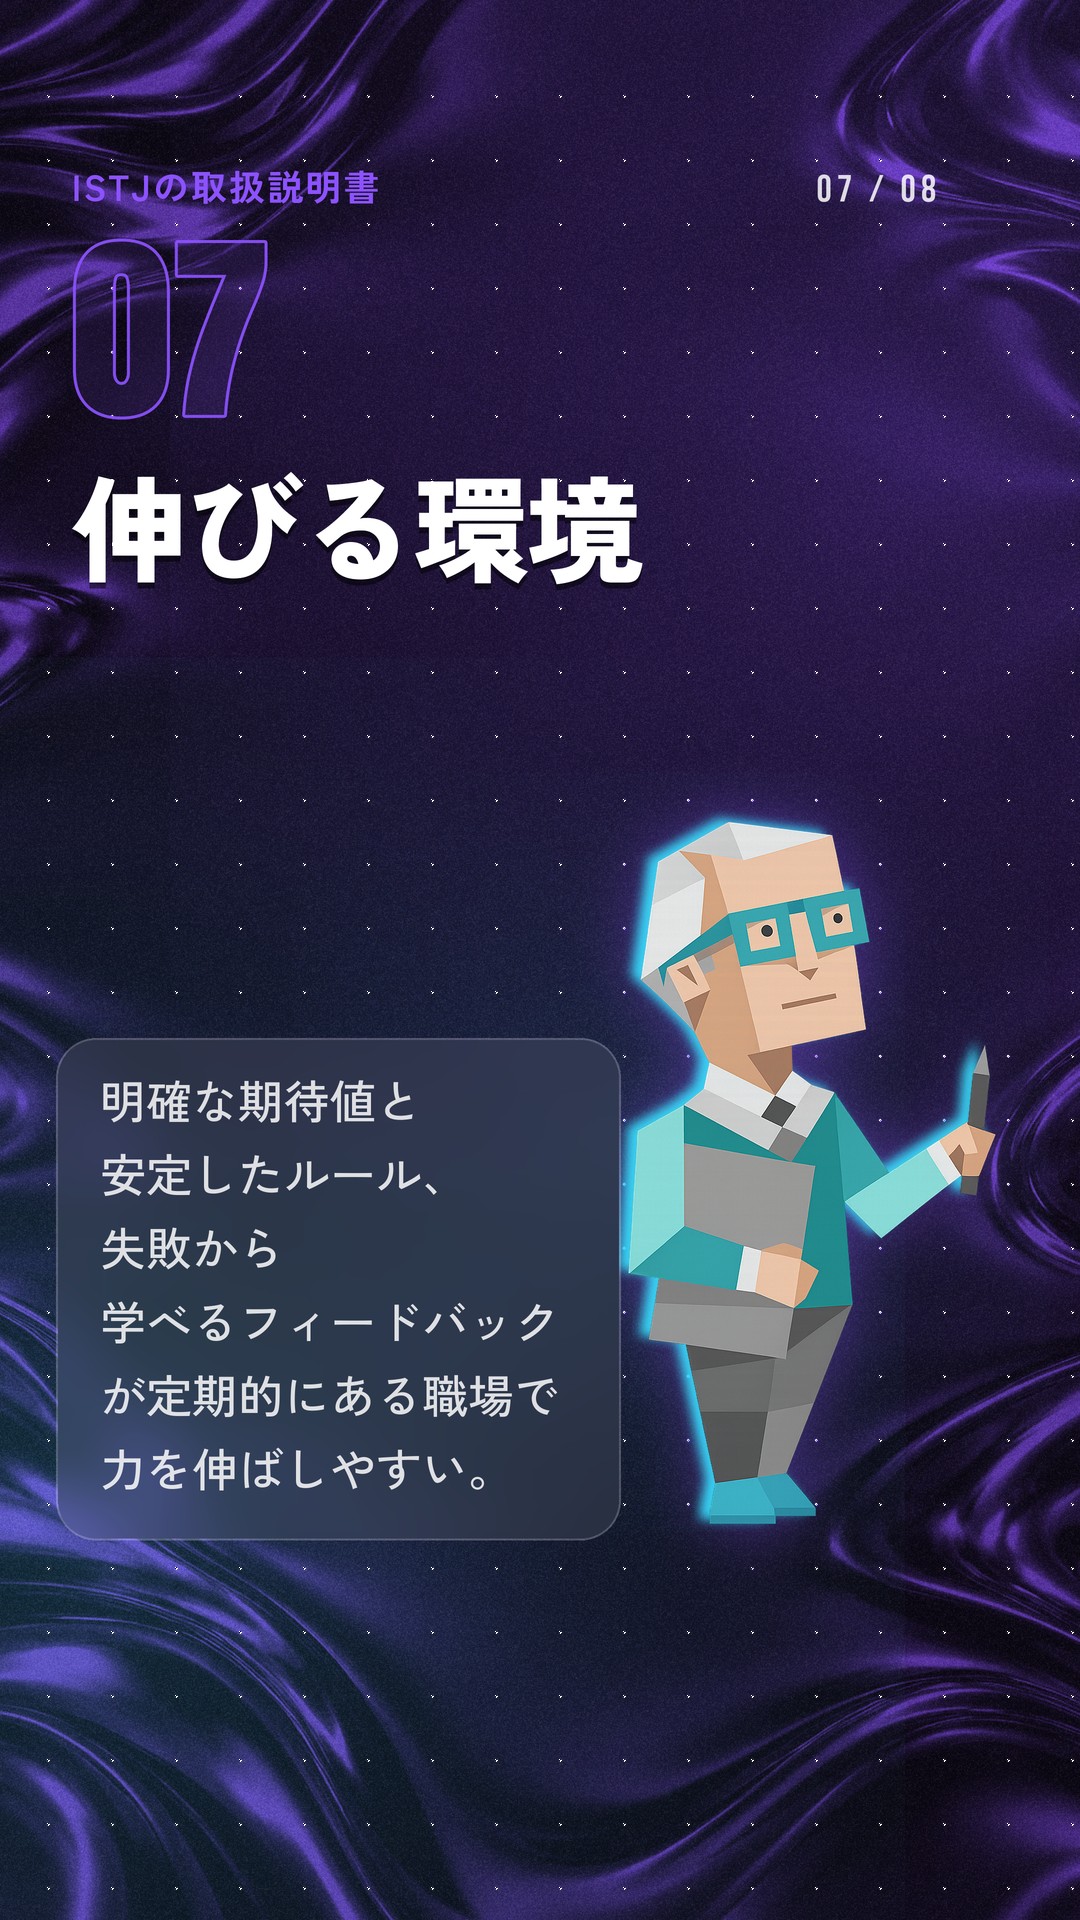 ISTJの取扱説明書
07 / 08
07
伸びる環境
明確な期待値と
安定したルール、
失敗から
学べるフィードバック
が定期的にある職場で
力を伸ばしやすい。